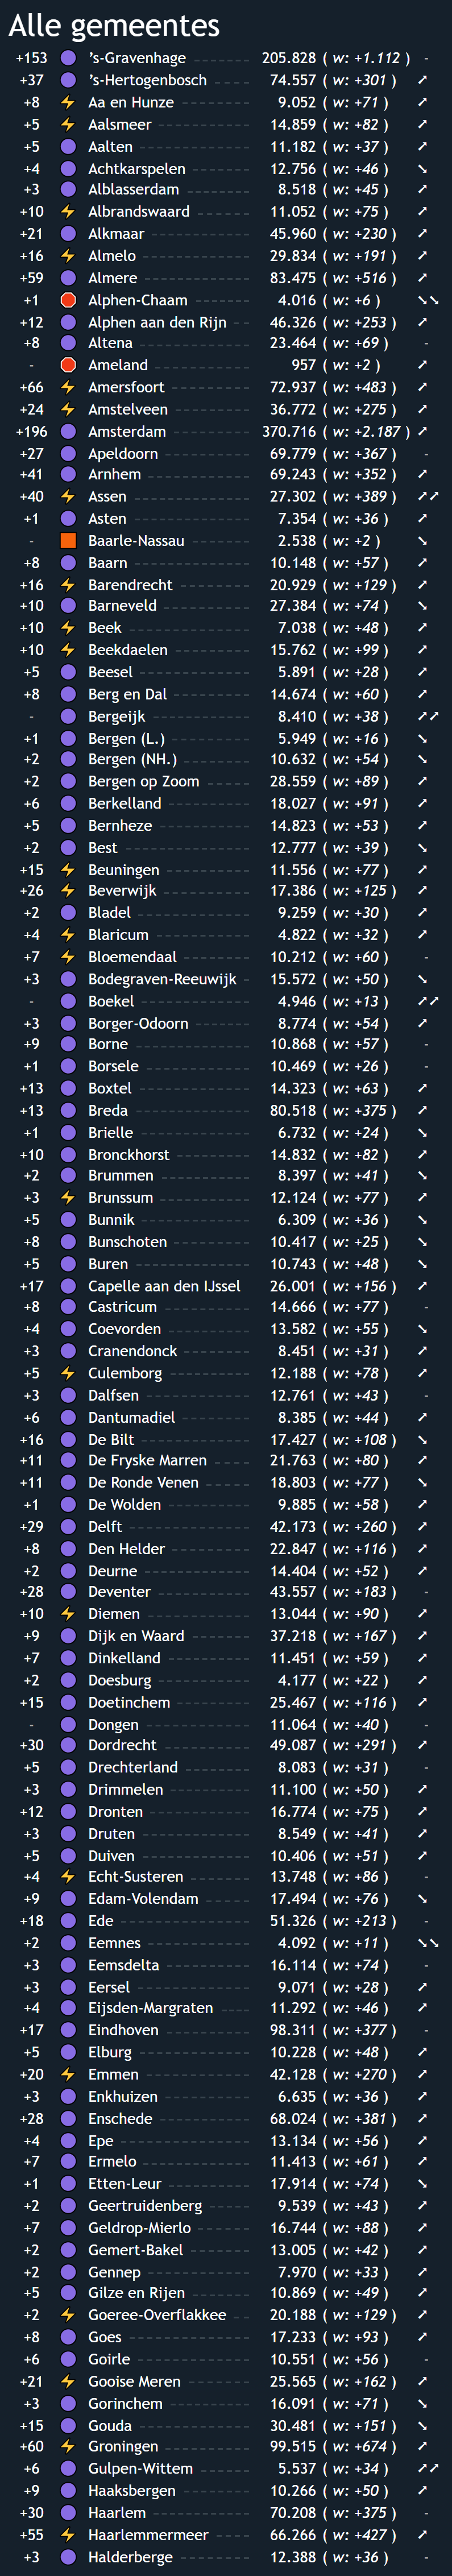 Alle gemeentes
+153 's-Gravenhage 205.828 ( w: +1.112 ) -
+37 's-Hertogenbosch 74.557 ( w: +301 ) ➚
+8 ⚡ Aa en Hunze 9.052 ( w: +71 ) ➚
+5 ⚡ Aalsmeer 14.859 ( w: +82 ) ➚
+5 Aalten 11.182 ( w: +37 ) ➚
+4 Achtkarspelen 12.756 ( w: +46 ) ➘
+3 Alblasserdam 8.518 ( w: +45 ) ➚
+10 ⚡ Albrandswaard 11.052 ( w: +75 ) ➚
+21 Alkmaar 45.960 ( w: +230 ) ➚
+16 ⚡ Almelo 29.834 ( w: +191 ) ➚
+59 Almere 83.475 ( w: +516 ) ➚
+1 Alphen-Chaam 4.016 ( w: +6 ) ➘➘
+12 Alphen aan den Rijn 46.326 ( w: +253 ) ➚
+8 Altena 23.464 ( w: +69 ) -
- Ameland 957 ( w: +2 ) ➚
+66 ⚡ Amersfoort 72.937 ( w: +483 ) ➚
+24 ⚡ Amstelveen 36.772 ( w: +275 ) ➚
+196 Amsterdam 370.716 ( w: +2.187 ) ➚
+27 Apeldoorn 69.779 ( w: +367 ) -
+41 Arnhem 69.243 ( w: +352 ) ➚
+40 ⚡ Assen 27.302 ( w: +389 ) ➚➚
+1 Asten 7.354 ( w: +36 ) ➚
- Baarle-Nassau 2.538 ( w: +2 ) ➘
+8 Baarn 10.148 ( w: +57 ) ➚
+16 ⚡ Barendrecht 20.929 ( w: +129 ) ➚
+10 Barneveld 27.384 ( w: +74 ) ➘
+10 ⚡ Beek 7.038 ( w: +48 ) ➚
+10 ⚡ Beekdaelen 15.762 ( w: +99 ) ➚
+5 Beesel 5.891 ( w: +28 ) ➚
+8 Berg en Dal 14.674 ( w: +60 ) ➚
- Bergeijk 8.410 ( w: +38 ) ➚➚
+1 Bergen (L.) 5.949 ( w: +16 ) ➘
+2 Bergen (NH.) 10.632 ( w: +54 ) ➘
+2 Bergen op Zoom 28.559 ( w: +89 ) ➚
+6 Berkelland 18.027 ( w: +91 ) ➚
+5 Bernheze 14.823 ( w: +53 ) ➚
+2 Best 12.777 ( w: +39 ) ➘
+15 ⚡ Beuningen 11.556 ( w: +77 ) ➚
+26 ⚡ Beverwijk 17.386 ( w: +125 ) ➚
+2 Bladel 9.259 ( w: +30 ) ➚
+4 ⚡ Blaricum 4.822 ( w: +32 ) ➚
+7 ⚡ Bloemendaal 10.212 ( w: +60 ) -
+3 Bodegraven-Reeuwijk 15.572 ( w: +50 ) ➘
- Boekel 4.946 ( w: +13 ) ➚➚
+3 Borger-Odoorn 8.774 ( w: +54 ) ➚
+9 Borne 10.868 ( w: +57 ) -
+1 Borsele 10.469 ( w: +26 ) -
+13 Boxtel 14.323 ( w: +63 ) ➚
+13 Breda 80.518 ( w: +375 ) ➚
+1 Brielle 6.732 ( w: +24 ) ➘
+10 Bronckhorst 14.832 ( w: +82 ) ➚
+2 Brummen 8.397 ( w: +41 ) ➘
+3 ⚡ Brunssum 12.124 ( w: +77 ) ➚
+5 Bunnik 6.309 ( w: +36 ) ➘
+8 Bunschoten 10.417 ( w: +25 ) ➘
+5 Buren 10.743 ( w: +48 ) ➘
+17 Capelle aan den IJssel 26.001 ( w: +156 ) ➚
+8 Castricum 14.666 ( w: +77 ) -
+4 Coevorden 13.582 ( w: +55 ) ➘
+3 Cranendonck 8.451 ( w: +31 ) ➚
+5 ⚡ Culemborg 12.188 ( w: +78 ) ➚
+3 Dalfsen 12.761 ( w: +43 ) -
+6 Dantumadiel 8.385 ( w: +44 ) ➚
+16 De Bilt 17.427 ( w: +108 ) ➘
+11 De Fryske Marren 21.763 ( w: +80 ) ➚
+11 De Ronde Venen 18.803 ( w: +77 ) ➘
+1 De Wolden 9.885 ( w: +58 ) ➚
+29 Delft 42.173 ( w: +260 ) ➚
+8 Den Helder 22.847 ( w: +116 ) ➚
+2 Deurne 14.404 ( w: +52 ) ➚
+28 Deventer 43.557 ( w: +183 ) -
+10 ⚡ Diemen 13.044 ( w: +90 ) ➚
+9 Dijk en Waard 37.218 ( w: +167 ) ➚
+7 Dinkelland 11.451 ( w: +59 ) ➚
+2 Doesburg 4.177 ( w: +22 ) ➚
+15 Doetinchem 25.467 ( w: +116 ) ➚
- Dongen 11.064 ( w: +40 ) -
+30 Dordrecht 49.087 ( w: +291 ) ➚
+5 Drechterland 8.083 ( w: +31 ) -
+3 Drimmelen 11.100 ( w: +50 ) ➚
+12 Dronten 16.774 ( w: +75 ) ➚
+3 Druten 8.549 ( w: +41 ) ➚
+5 Duiven 10.406 ( w: +51 ) ➚
+4 ⚡ Echt-Susteren 13.748 ( w: +86 ) -
+9 Edam-Volendam 17.494 ( w: +76 ) ➘
+18 Ede 51.326 ( w: +213 ) -
+2 Eemnes 4.092 ( w: +11 ) ➘➘
+3 Eemsdelta 16.114 ( w: +74 ) -
+3 Eersel 9.071 ( w: +28 ) ➚
+4 Eijsden-Margraten 11.292 ( w: +46 ) ➚
+17 Eindhoven 98.311 ( w: +377 ) -
+5 Elburg 10.228 ( w: +48 ) ➚
+20 ⚡ Emmen 42.128 ( w: +270 ) ➚
+3 Enkhuizen 6.635 ( w: +36 ) ➚
+28 Enschede 68.024 ( w: +381 ) ➚
+4 Epe 13.134 ( w: +56 ) ➚
+7 Ermelo 11.413 ( w: +61 ) ➚
+1 Etten-Leur 17.914 ( w: +74 ) ➘
+2 Geertruidenberg 9.539 ( w: +43 ) ➚
+7 Geldrop-Mierlo 16.744 ( w: +88 ) ➚
+2 Gemert-Bakel 13.005 ( w: +42 ) ➚
+2 Gennep 7.970 ( w: +33 ) ➚
+5 Gilze en Rijen 10.869 ( w: +49 ) ➚
+2 ⚡ Goeree-Overflakkee 20.188 ( w: +129 ) ➚
+8 Goes 17.233 ( w: +93 ) ➚
+6 Goirle 10.551 ( w: +56 ) -
+21 ⚡ Gooise Meren 25.565 ( w: +162 ) ➚
+3 Gorinchem 16.091 ( w: +71 ) ➘
+15 Gouda 30.481 ( w: +151 ) ➘
+60 ⚡ Groningen 99.515 ( w: +674 ) ➚
+6 Gulpen-Wittem 5.537 ( w: +34 ) ➚➚
+9 Haaksbergen 10.266 ( w: +50 ) ➚
+30 Haarlem 70.208 ( w: +375 ) -
+55 ⚡ Haarlemmermeer 66.266 ( w: +427 ) ➚
+3 Halderberge 12.388 ( w: +36 ) -